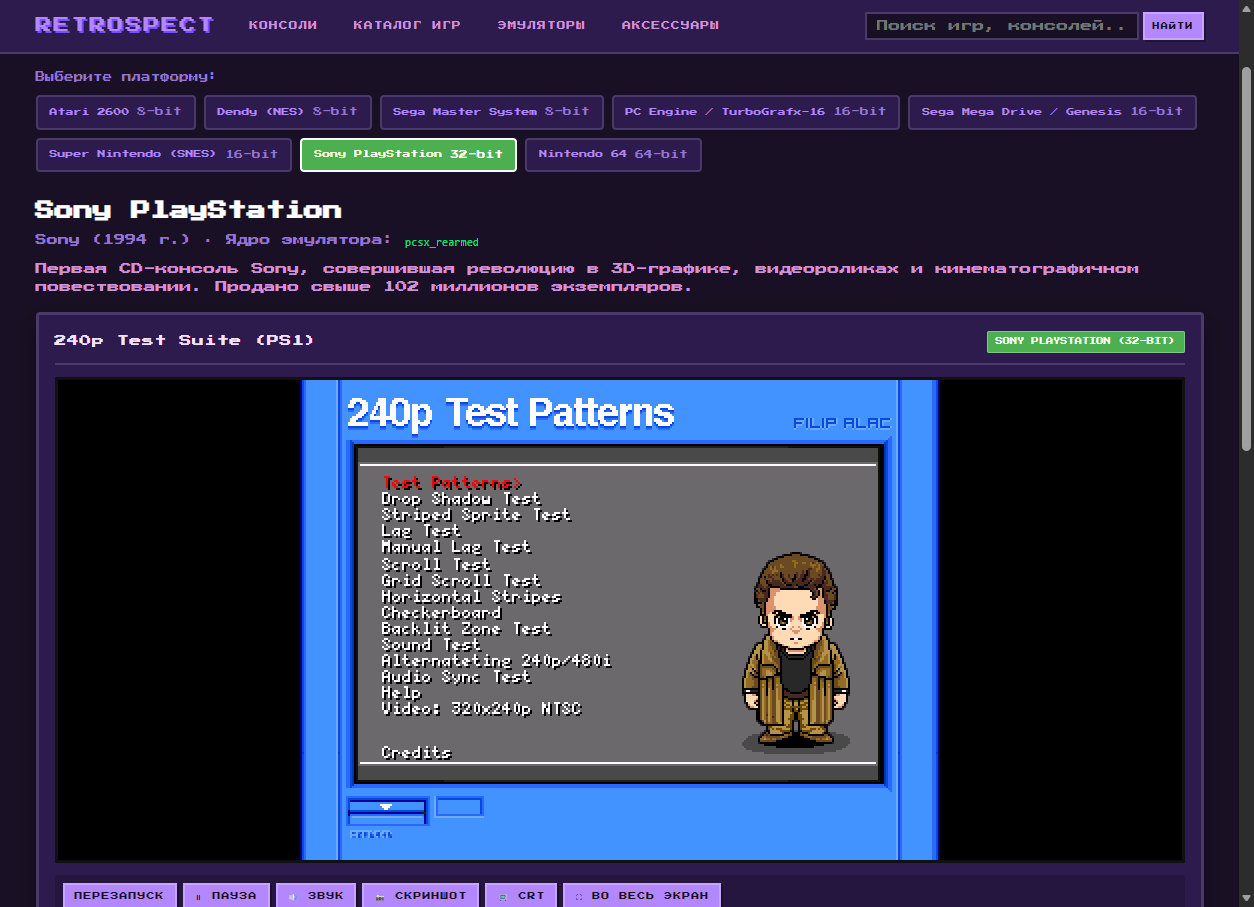 RETROSPECT КОНСОЛИ КАТАЛОГ ИГР ЭМУЛЯТОРЫ АКСЕССУАРЫ Поиск игр, консолей.. НАЙТИ
Выберите платформу:
Atari 2600 8-bit Dendy (NES) 8-bit Sega Master System 8-bit PC Engine / TurboGrafx-16 16-bit Sega Mega Drive / Genesis 16-bit
Super Nintendo (SNES) 16-bit Sony PlayStation 32-bit Nintendo 64 64-bit
Sony PlayStation
Sony (1994 г.) · Ядро эмулятора: pcsx_rearmed
Первая CD-консоль Sony, совершившая революцию в 3D-графике, видеороликах и кинематографичном
повествовании. Продано свыше 102 миллионов экземпляров.
240p Test Suite (PS1) SONY PLAYSTATION (32-BIT)
240p Test Patterns
FILIP ALAC
Test Patterns>
Drop Shadow Test
Striped Sprite Test
Lag Test
Manual Lag Test
Scroll Test
Grid Scroll Test
Horizontal Stripes
Checkerboard
Backlit Zone Test
Sound Test
Alternateting 240p/480i
Audio Sync Test
Help
Video: 320x240p NTSC
Credits
ПЕРЕЗАПУСК ПАУЗА ЗВУК СКРИНШОТ CRT ВО ВЕСЬ ЭКРАН